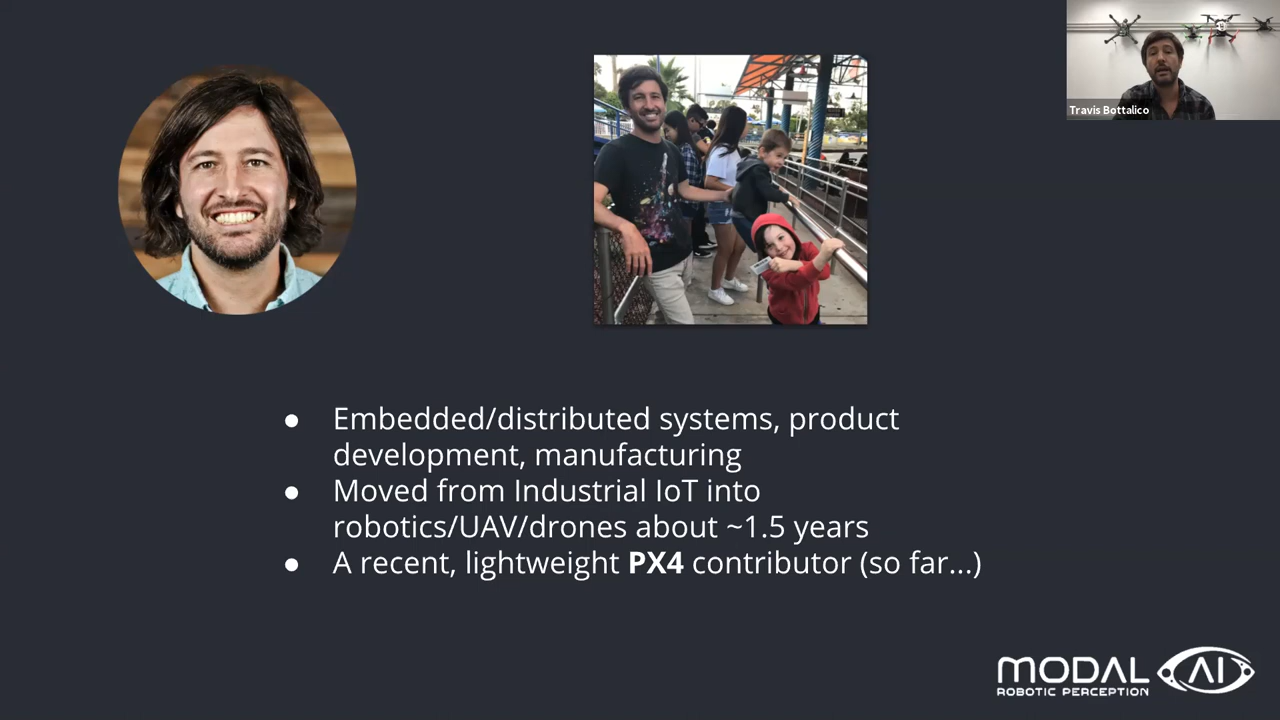 Travis Bottalico
● Embedded/distributed systems, product
development, manufacturing
● Moved from Industrial IoT into
robotics/UAV/drones about ~1.5 years
● A recent, lightweight PX4 contributor (so far...)
MODAL AI
ROBOTIC PERCEPTION